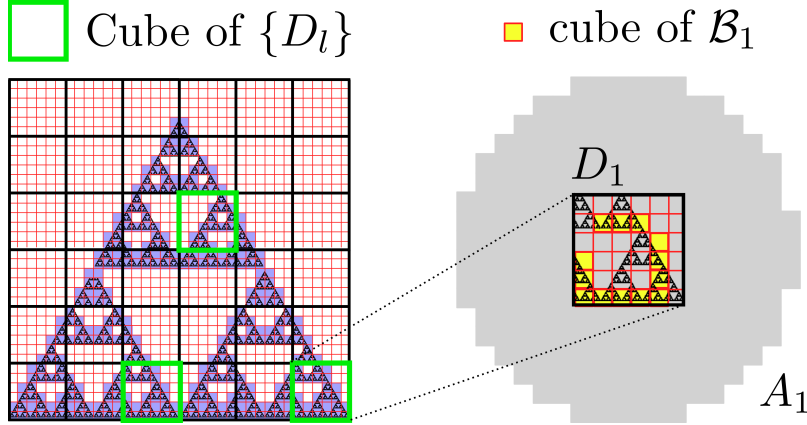 Cube of {D_l}
cube of ℬ_1
D_1
A_1